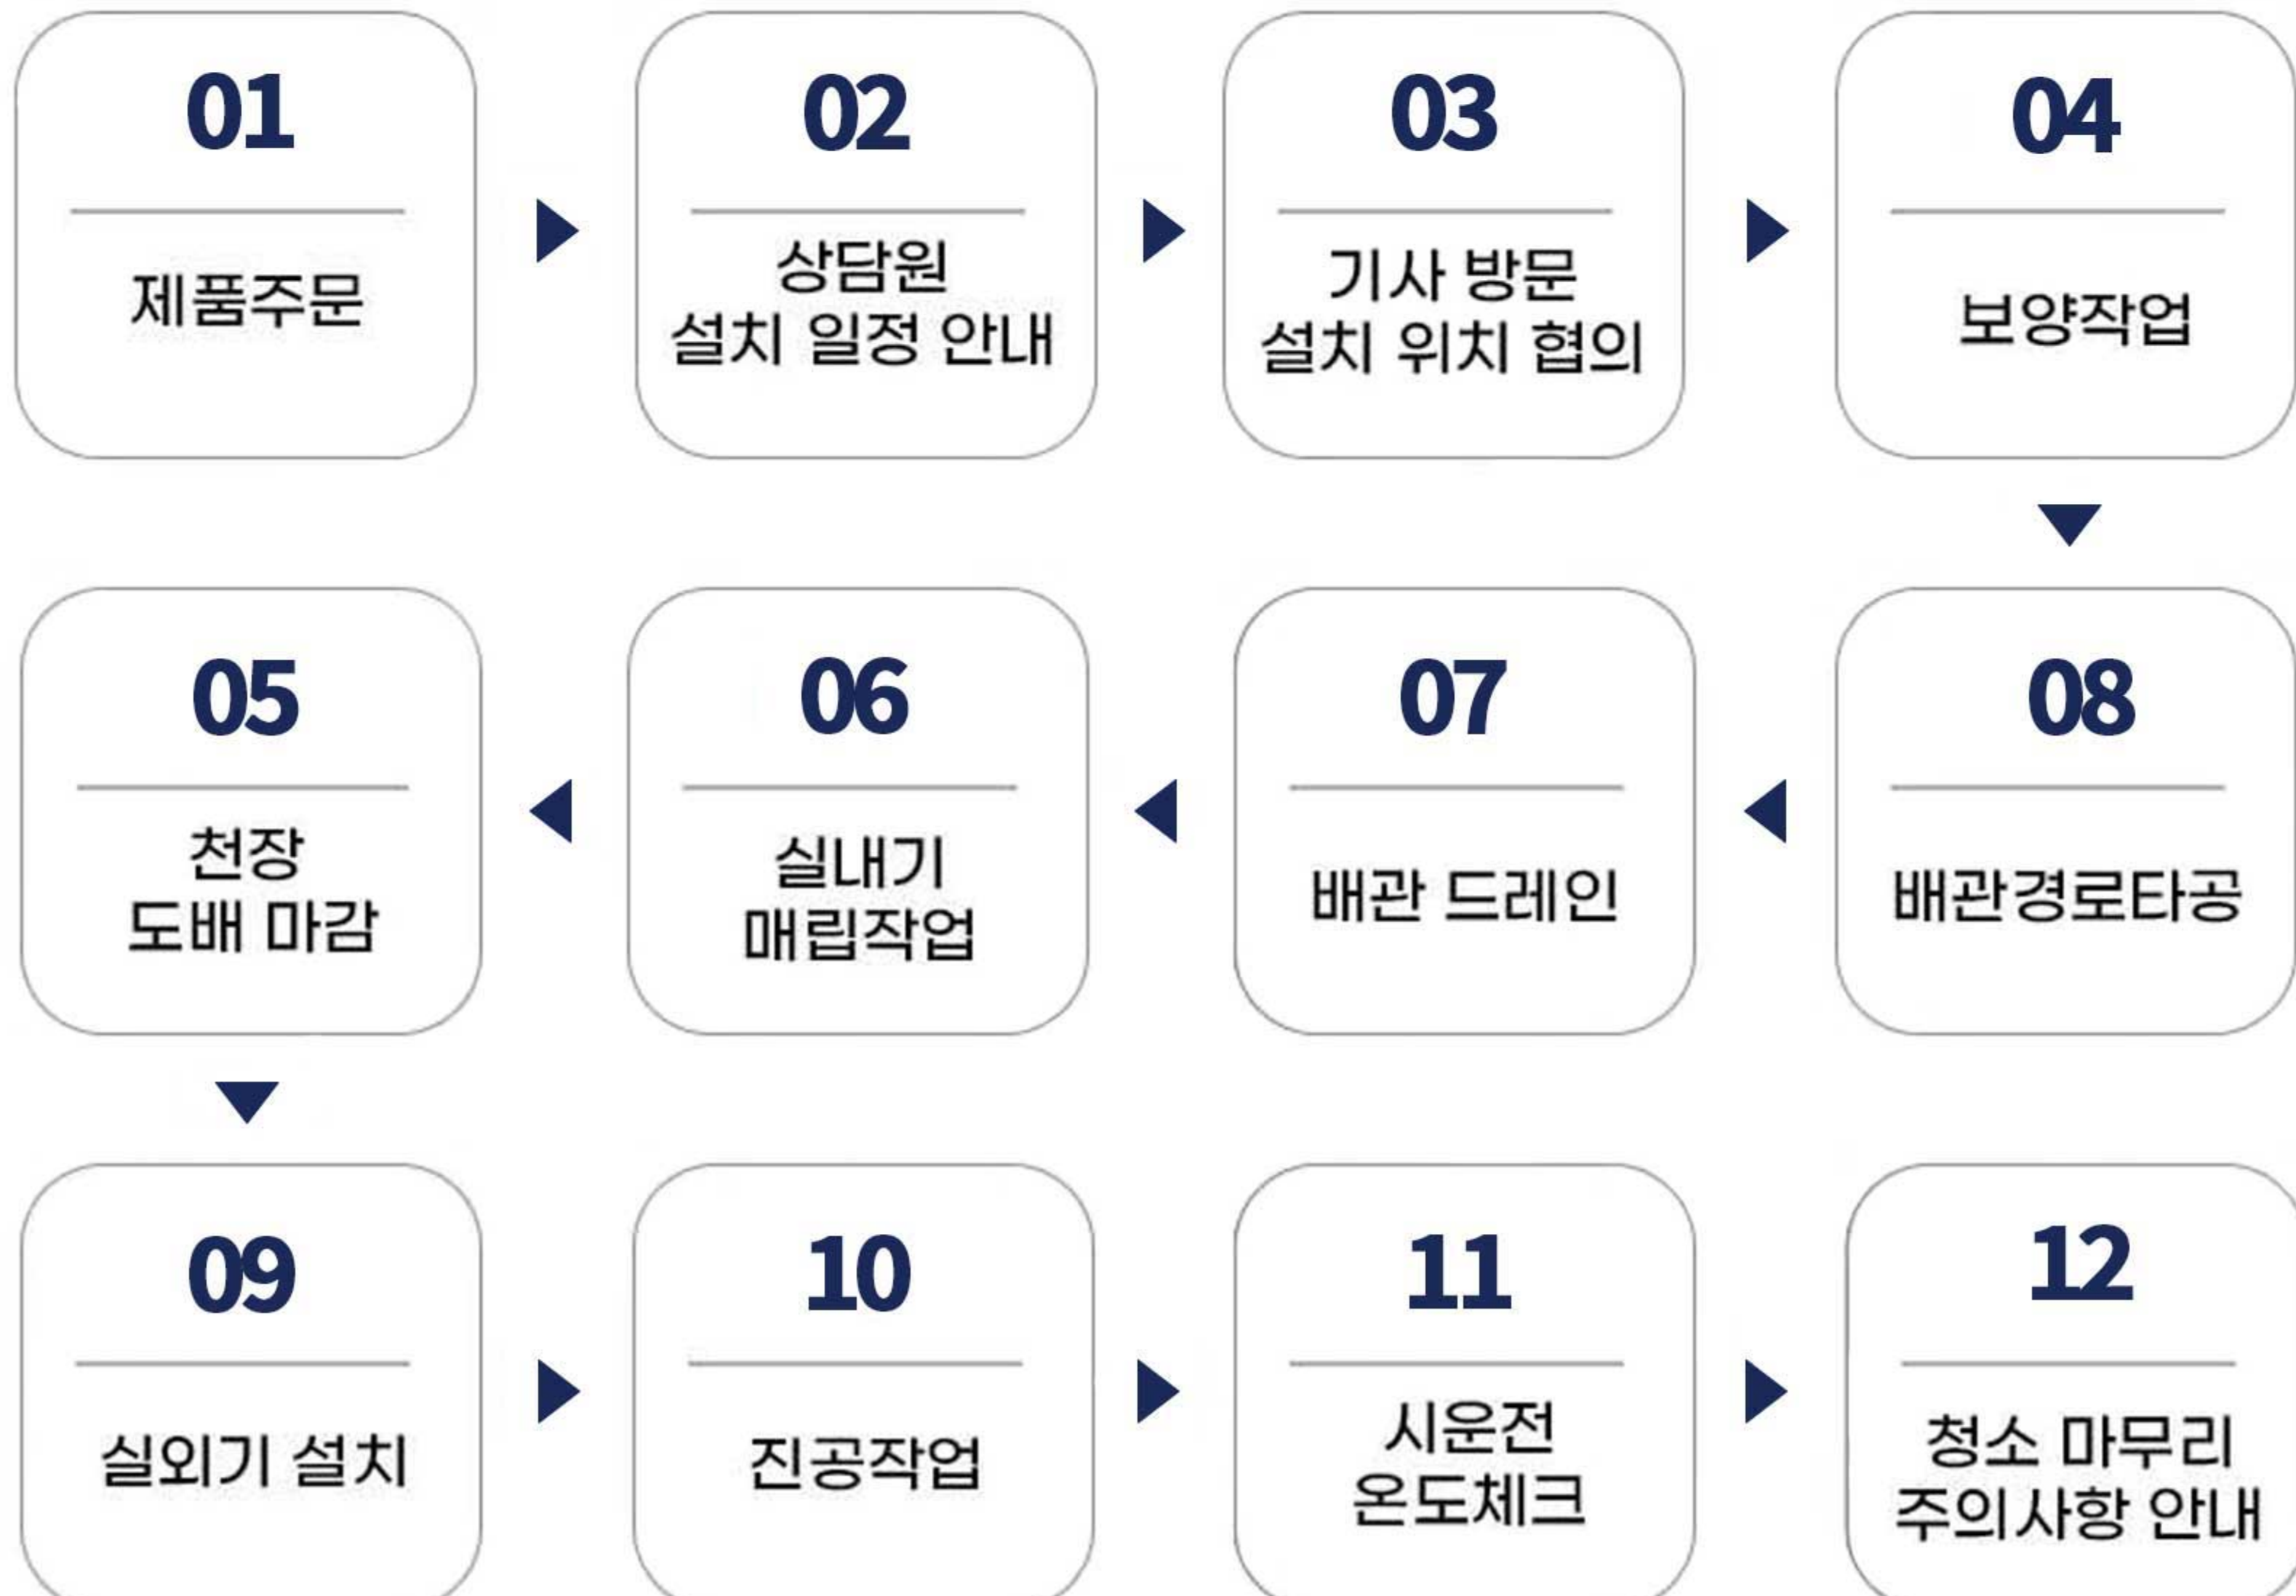 01
제품주문
02
상담원
설치 일정 안내
03
기사 방문
설치 위치 협의
04
보양작업
05
천장
도배 마감
06
실내기
매립작업
07
배관 드레인
08
배관경로타공
09
실외기 설치
10
진공작업
11
시운전
온도체크
12
청소 마무리
주의사항 안내